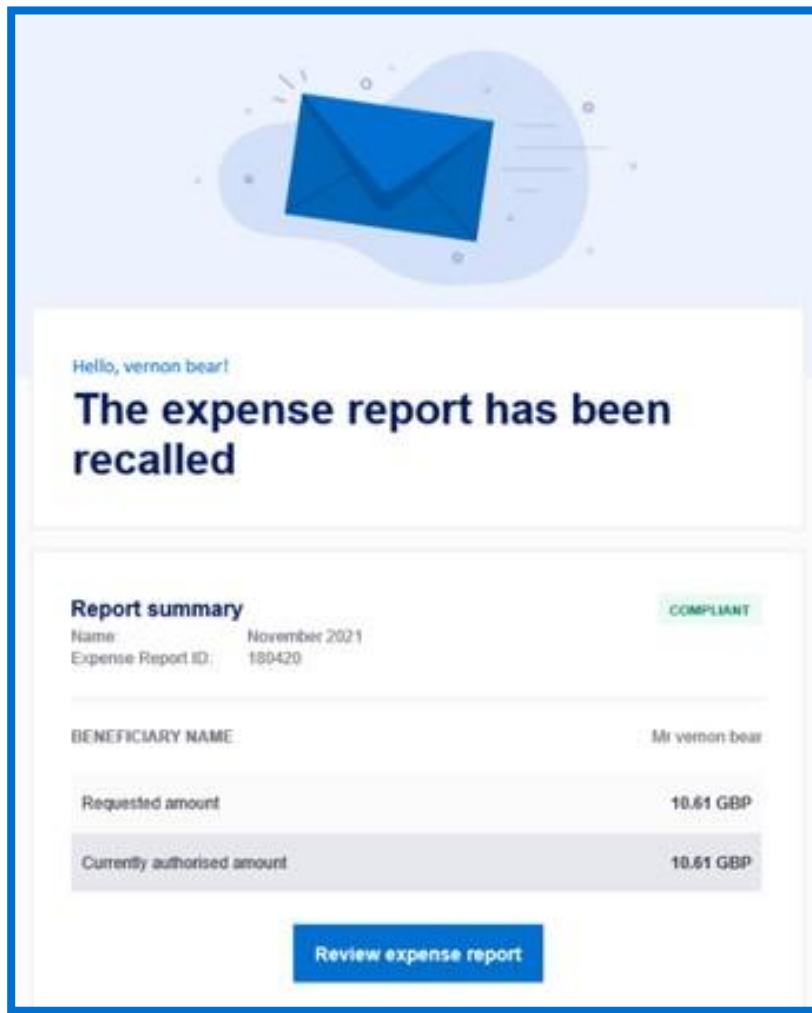 Hello, vernon bear!
The expense report has been
recalled
Report summary
COMPLIANT
Name: November 2021
Expense Report ID: 180420
BENEFICIARY NAME Mr vernon bear
Requested amount 10.61 GBP
Currently authorised amount 10.61 GBP
Review expense report